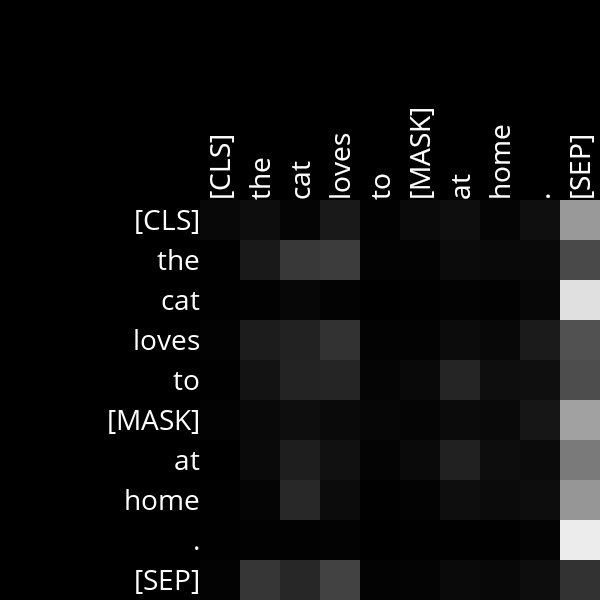 [CLS] the cat loves to [MASK] at home . [SEP]
[CLS]
the
cat
loves
to
[MASK]
at
home
.
[SEP]